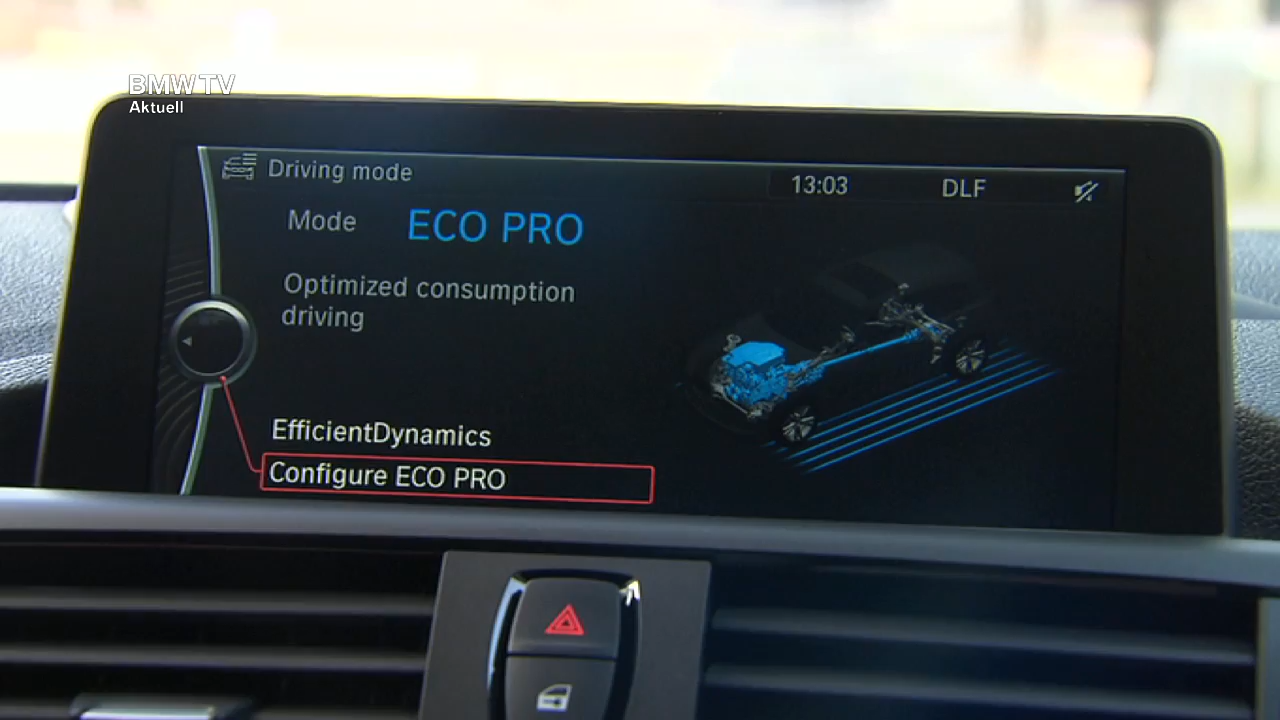 BMW TV
Aktuell
Driving mode
13:03
DLF
Mode ECO PRO
Optimized consumption
driving
EfficientDynamics
Configure ECO PRO